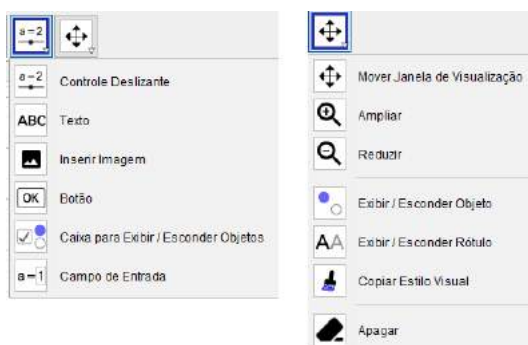 a=2
a=2
Controle Deslizante
ABC
Texto
Inserir Imagem
OK
Botão
Caixa para Exibir / Esconder Objetos
a=1
Campo de Entrada
Mover Janela de Visualização
Ampliar
Reduzir
Exibir / Esconder Objeto
AA
Exibir / Esconder Rótulo
Copiar Estilo Visual
Apagar